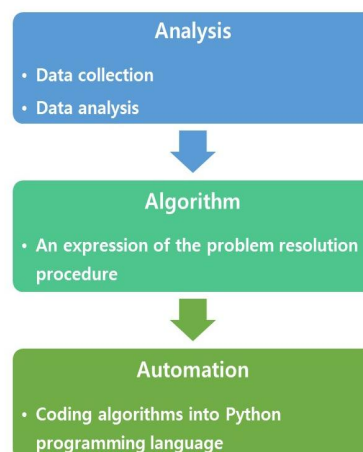 Analysis
• Data collection
• Data analysis
Algorithm
• An expression of the problem resolution
procedure
Automation
• Coding algorithms into Python
programming language